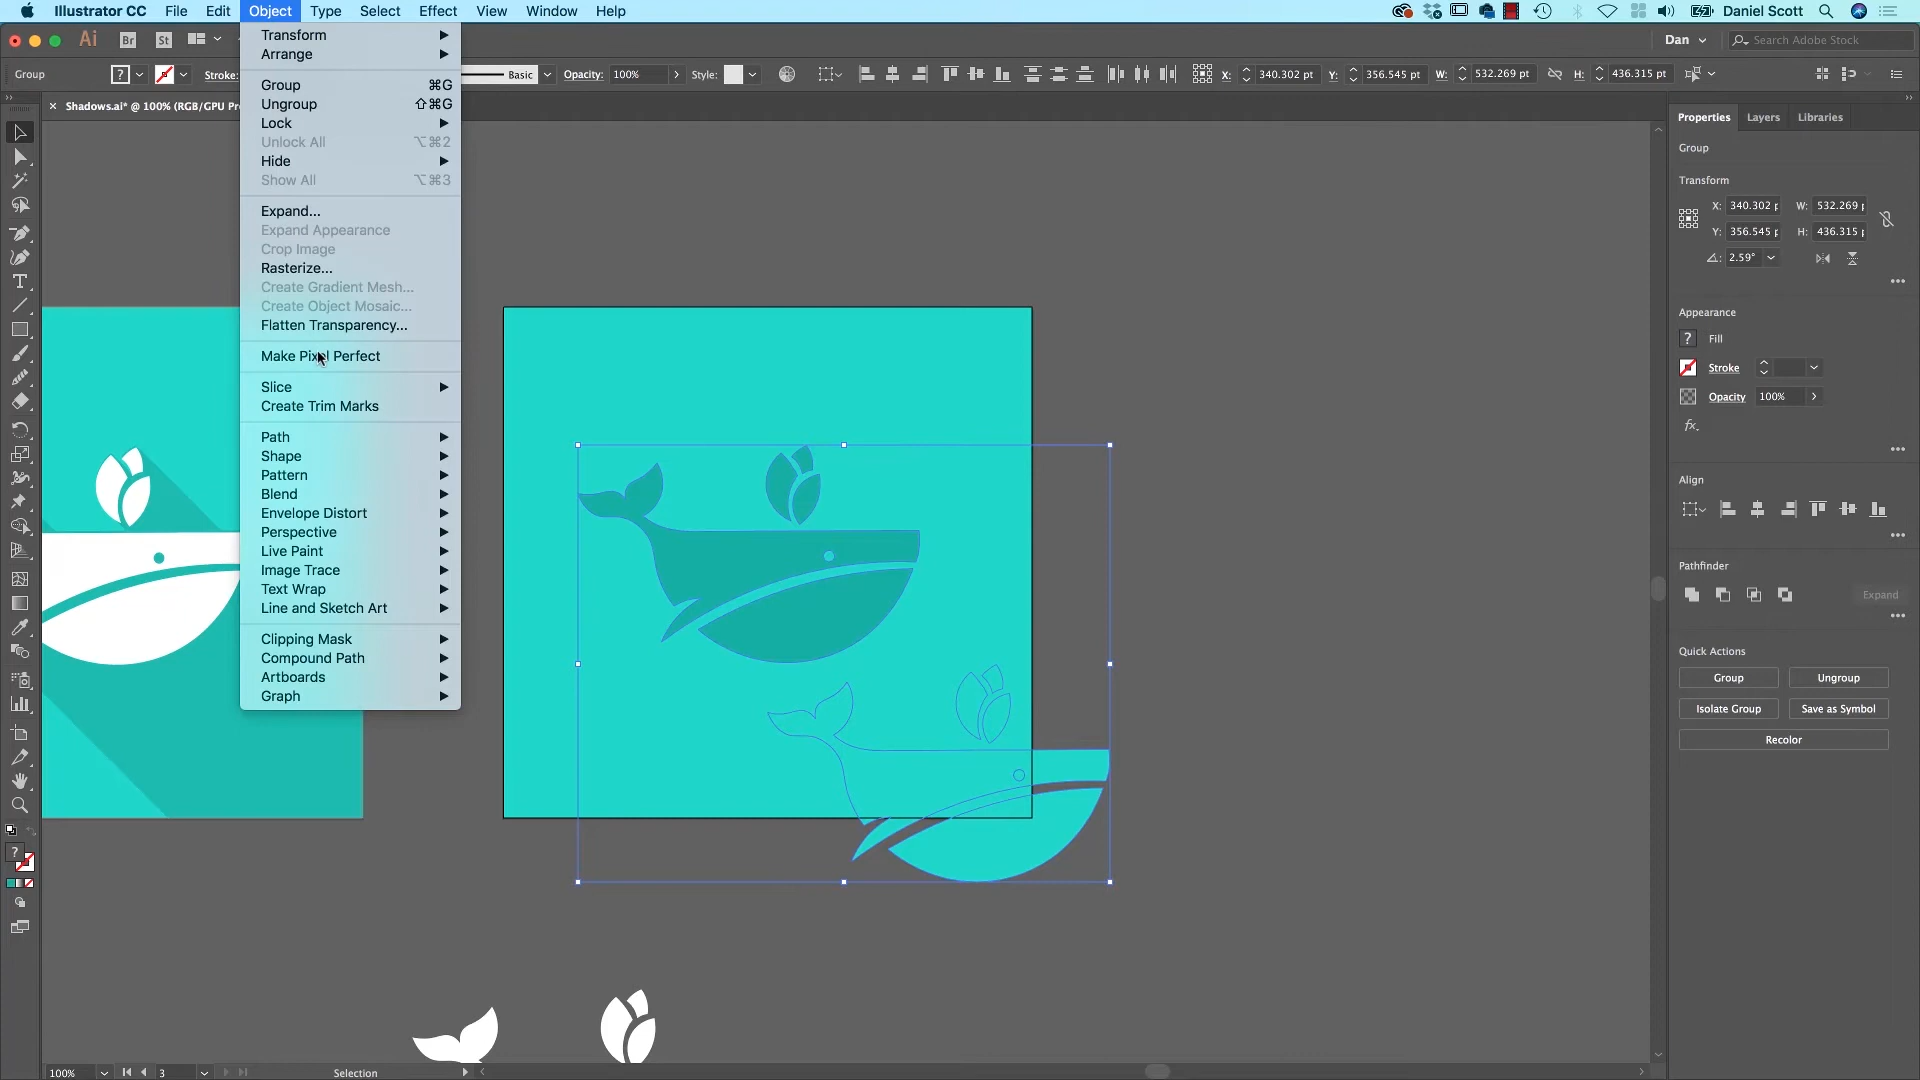 Illustrator CC File Edit Object Type Select Effect View Window Help Daniel Scott
Ai Br St Dan Search Adobe Stock
Group ? Stroke: Basic Opacity: 100% Style: X: 340.302 pt Y: 356.545 pt W: 532.269 pt H: 436.315 pt
× Shadows.ai* @ 100% (RGB/GPU Pr
Transform
Arrange
Group ⌘G
Ungroup ⇧⌘G
Lock
Unlock All ⌥⌘2
Hide
Show All ⌥⌘3
Expand...
Expand Appearance
Crop Image
Rasterize...
Create Gradient Mesh...
Create Object Mosaic...
Flatten Transparency...
Make Pixel Perfect
Slice
Create Trim Marks
Path
Shape
Pattern
Blend
Envelope Distort
Perspective
Live Paint
Image Trace
Text Wrap
Line and Sketch Art
Clipping Mask
Compound Path
Artboards
Graph
Properties Layers Libraries
Group
Transform
X: 340.302 p W: 532.269
Y: 356.545 p H: 436.315
2.59°
Appearance
? Fill
Stroke
Opacity 100%
fx.
Align
Pathfinder
Expand
Quick Actions
Group Ungroup
Isolate Group Save as Symbol
Recolor
?
100% 3 Selection